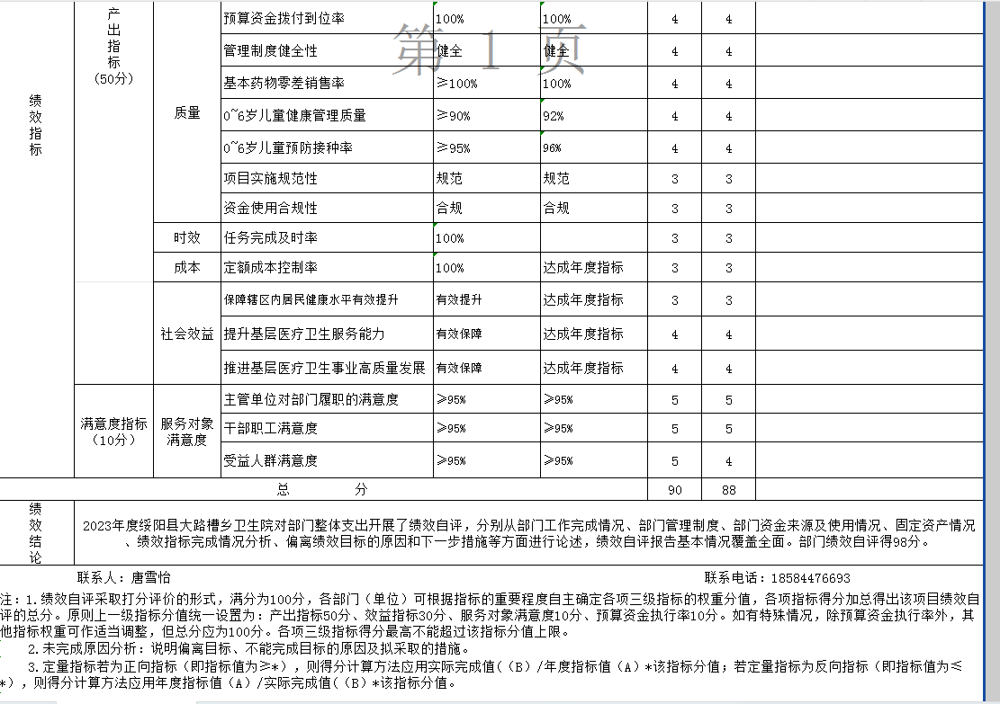 绩效指标
产出指标(50分)
质量
预算资金拨付到位率 100% 100% 4 4
第 1 页
管理制度健全性 健全 健全 4 4
基本药物零差销售率 ≥100% 100% 4 4
0~6岁儿童健康管理质量 ≥90% 92% 4 4
0~6岁儿童预防接种率 ≥95% 96% 4 4
项目实施规范性 规范 规范 3 3
资金使用合规性 合规 合规 3 3
时效 任务完成及时率 100% 3 3
成本 定额成本控制率 100% 达成年度指标 3 3
社会效益
保障辖区内居民健康水平有效提升 有效提升 达成年度指标 3 3
提升基层医疗卫生服务能力 有效保障 达成年度指标 4 4
推进基层医疗卫生事业高质量发展 有效保障 达成年度指标 4 4
满意度指标
（10分）
服务对象
满意度
主管单位对部门履职的满意度 ≥95% ≥95% 5 5
干部职工满意度 ≥95% ≥95% 5 5
受益人群满意度 ≥95% ≥95% 5 4
总 分 90 88
绩效结论
2023年度绥阳县大路槽乡卫生院对部门整体支出开展了绩效自评，分别从部门工作完成情况、部门管理制度、部门资金来源及使用情况、固定资产情况
、绩效指标完成情况分析、偏离绩效目标的原因和下一步措施等方面进行论述，绩效自评报告基本情况覆盖全面。部门绩效自评得98分。
联系人：唐雪怡 联系电话：18584476693
注：1.绩效自评采取打分评价的形式，满分为100分，各部门（单位）可根据指标的重要程度自主确定各项三级指标的权重分值，各项指标得分加总得出该项目绩效自
评的总分。原则上一级指标分值统一设置为：产出指标50分、效益指标30分、服务对象满意度10分、预算资金执行率10分。如有特殊情况，除预算资金执行率外，其
他指标权重可作适当调整，但总分应为100分。各项三级指标得分最高不能超过该指标分值上限。
2.未完成原因分析：说明偏离目标、不能完成目标的原因及拟采取的措施。
3.定量指标若为正向指标（即指标值为≥*），则得分计算方法应用实际完成值(（B）/年度指标值（A）*该指标分值；若定量指标为反向指标（即指标值为≤
*），则得分计算方法应用年度指标值（A）/实际完成值(（B）*该指标分值。